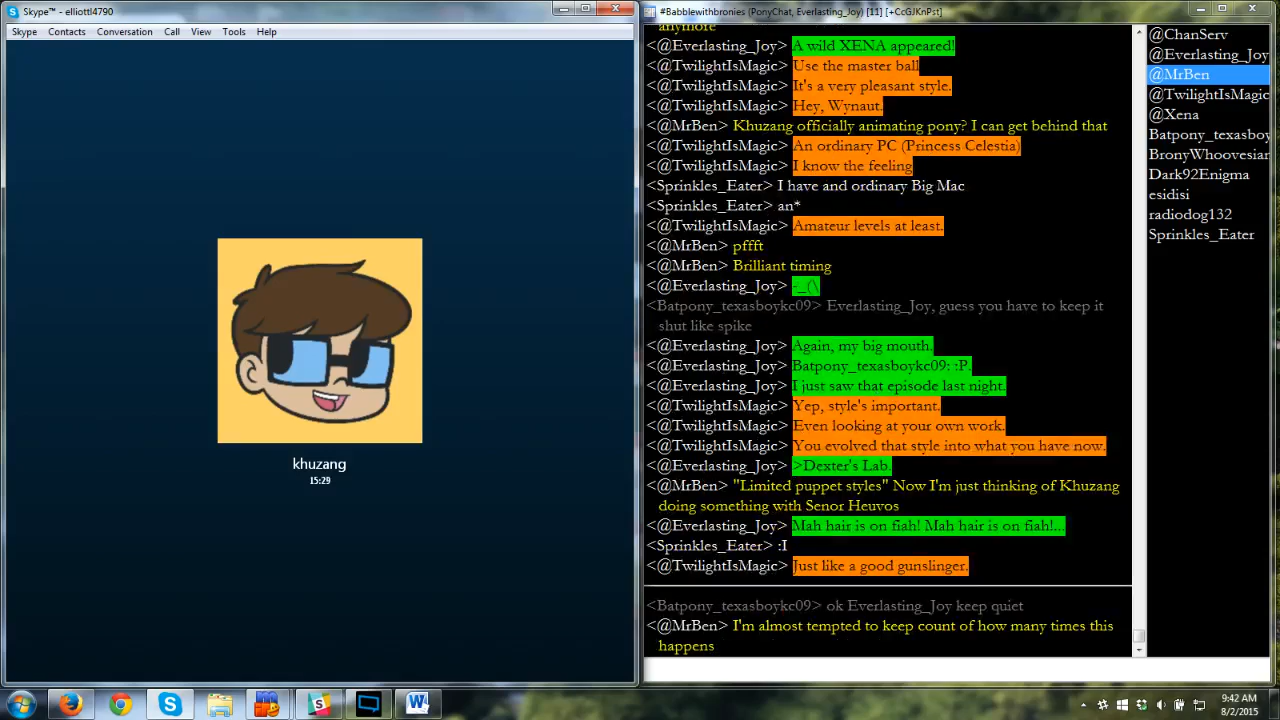 Skype™ - elliottl4790
Skype Contacts Conversation Call View Tools Help
khuzang
15:29
#Babblewithbronies (PonyChat, Everlasting_Joy) [11] [+CcGJKnPst]
anymore
<@Everlasting_Joy> A wild XENA appeared!
<@TwilightIsMagic> Use the master ball
<@TwilightIsMagic> It's a very pleasant style.
<@TwilightIsMagic> Hey, Wynaut.
<@MrBen> Khuzang officially animating pony? I can get behind that
<@TwilightIsMagic> An ordinary PC (Princess Celestia)
<@TwilightIsMagic> I know the feeling
<Sprinkles_Eater> I have and ordinary Big Mac
<Sprinkles_Eater> an*
<@TwilightIsMagic> Amateur levels at least.
<@MrBen> pffft
<@MrBen> Brilliant timing
<@Everlasting_Joy>
<Batpony_texasboykc09> Everlasting_Joy, guess you have to keep it
shut like spike
<@Everlasting_Joy> Again, my big mouth.
<@Everlasting_Joy> Batpony_texasboykc09: :P.
<@Everlasting_Joy> I just saw that episode last night.
<@TwilightIsMagic> Yep, style's important.
<@TwilightIsMagic> Even looking at your own work.
<@TwilightIsMagic> You evolved that style into what you have now.
<@Everlasting_Joy> >Dexter's Lab.
<@MrBen> "Limited puppet styles" Now I'm just thinking of Khuzang
doing something with Senor Heuvos
<@Everlasting_Joy> Mah hair is on fiah! Mah hair is on fiah!...
<Sprinkles_Eater> :I
<@TwilightIsMagic> Just like a good gunslinger.
<Batpony_texasboykc09> ok Everlasting_Joy keep quiet
<@MrBen> I'm almost tempted to keep count of how many times this
happens
@ChanServ
@Everlasting_Joy
@MrBen
@TwilightIsMagic
@Xena
Batpony_texasboy
BronyWhoovesian
Dark92Enigma
esidisi
radiodog132
Sprinkles_Eater
9:42 AM
8/2/2015